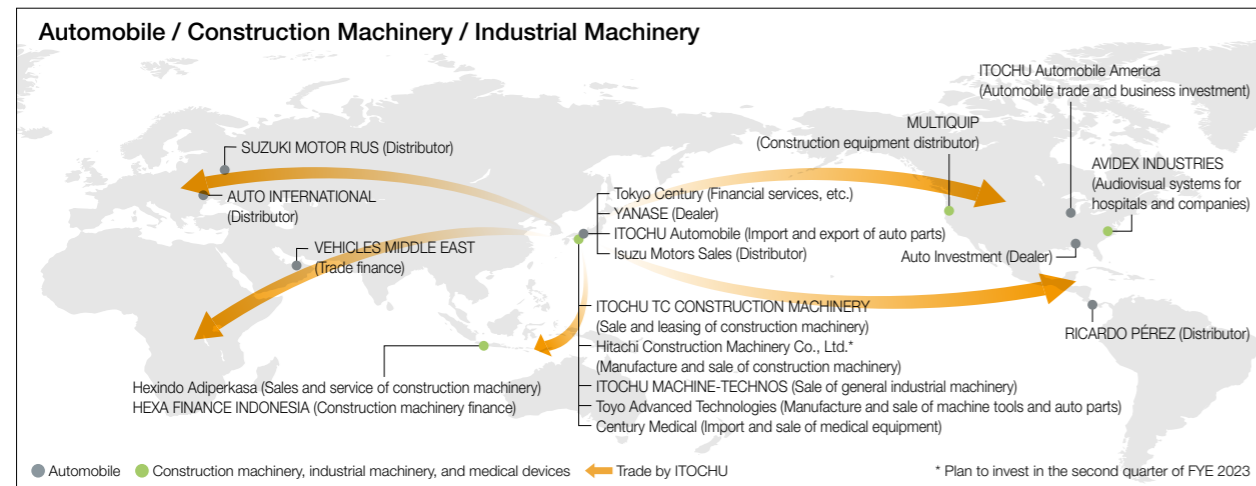 Automobile / Construction Machinery / Industrial Machinery
ITOCHU Automobile America
(Automobile trade and business investment)
MULTIQUIP
(Construction equipment distributor)
AVIDEX INDUSTRIES
(Audiovisual systems for
hospitals and companies)
SUZUKI MOTOR RUS (Distributor)
AUTO INTERNATIONAL
(Distributor)
VEHICLES MIDDLE EAST
(Trade finance)
Tokyo Century (Financial services, etc.)
YANASE (Dealer)
ITOCHU Automobile (Import and export of auto parts)
Isuzu Motors Sales (Distributor)
Auto Investment (Dealer)
RICARDO PÉREZ (Distributor)
ITOCHU TC CONSTRUCTION MACHINERY
(Sale and leasing of construction machinery)
Hitachi Construction Machinery Co., Ltd.*
(Manufacture and sale of construction machinery)
ITOCHU MACHINE-TECHNOS (Sale of general industrial machinery)
Toyo Advanced Technologies (Manufacture and sale of machine tools and auto parts)
Century Medical (Import and sale of medical equipment)
Hexindo Adiperkasa (Sales and service of construction machinery)
HEXA FINANCE INDONESIA (Construction machinery finance)
Automobile
Construction machinery, industrial machinery, and medical devices
Trade by ITOCHU
* Plan to invest in the second quarter of FYE 2023